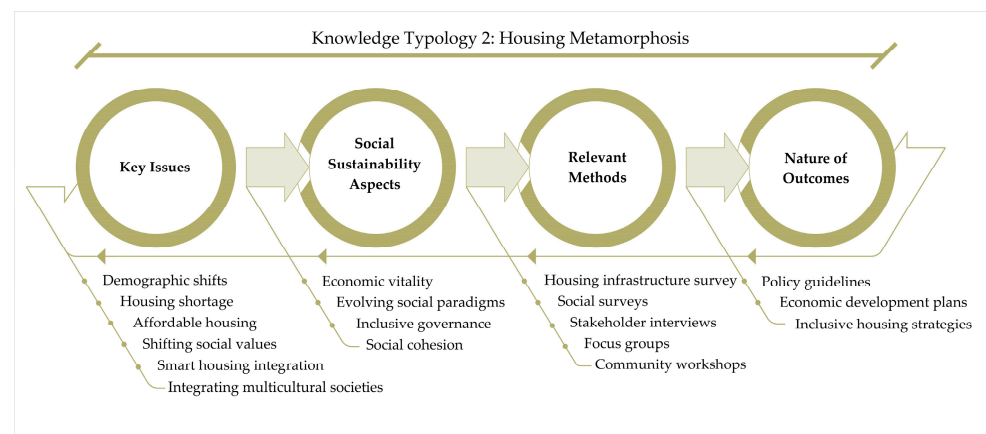 Knowledge Typology 2: Housing Metamorphosis
Key Issues
Social
Sustainability
Aspects
Relevant
Methods
Nature of
Outcomes
Demographic shifts
Housing shortage
Affordable housing
Shifting social values
Smart housing integration
Integrating multicultural societies
Economic vitality
Evolving social paradigms
Inclusive governance
Social cohesion
Housing infrastructure survey
Social surveys
Stakeholder interviews
Focus groups
Community workshops
Policy guidelines
Economic development plans
Inclusive housing strategies